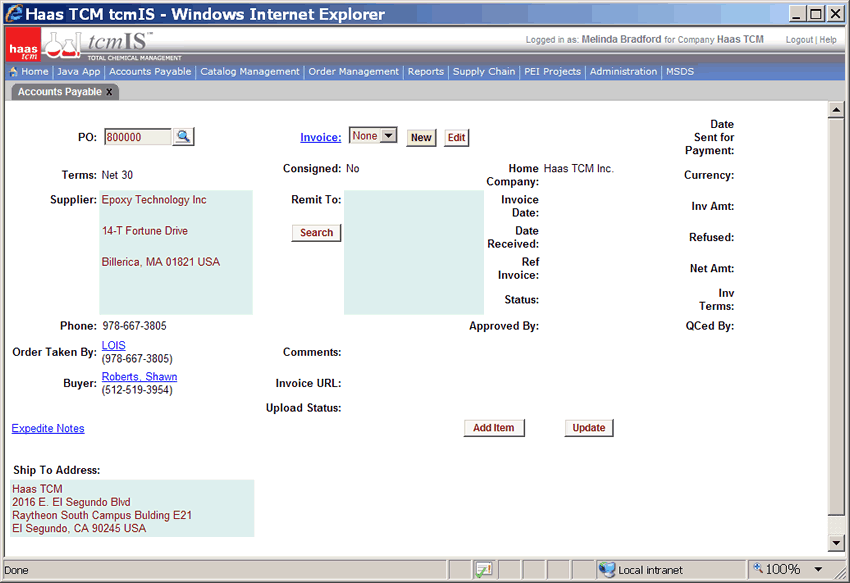 Haas TCM tcmIS - Windows Internet Explorer
haas tcm
tcmIS™
TOTAL CHEMICAL MANAGEMENT
Logged in as: Melinda Bradford for Company Haas TCM
Logout | Help
Home | Java App | Accounts Payable | Catalog Management | Order Management | Reports | Supply Chain | PEI Projects | Administration | MSDS
Accounts Payable x
PO: 800000
Invoice: None New Edit
Date Sent for Payment:
Terms: Net 30
Consigned: No
Home Company: Haas TCM Inc.
Currency:
Supplier: Epoxy Technology Inc
14-T Fortune Drive
Billerica, MA 01821 USA
Remit To:
Search
Invoice Date:
Inv Amt:
Date Received:
Refused:
Ref Invoice:
Net Amt:
Status:
Inv Terms:
Phone: 978-667-3805
Approved By:
QCed By:
Order Taken By: LOIS
(978-667-3805)
Comments:
Buyer: Roberts, Shawn
(512-519-3954)
Invoice URL:
Upload Status:
Expedite Notes
Add Item
Update
Ship To Address:
Haas TCM
2016 E. El Segundo Blvd
Raytheon South Campus Bulding E21
El Segundo, CA 90245 USA
Done
Local intranet
100%